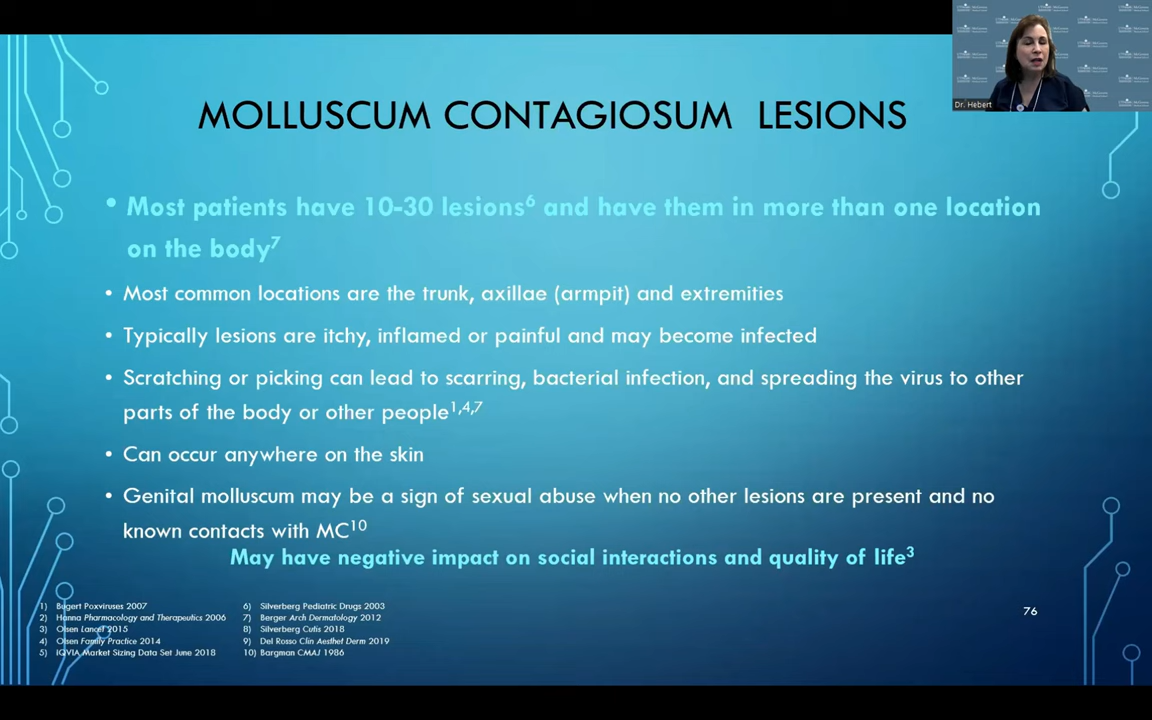 Dr. Hebert
MOLLUSCUM CONTAGIOSUM LESIONS
• Most patients have 10-30 lesions6 and have them in more than one location
on the body7
• Most common locations are the trunk, axillae (armpit) and extremities
• Typically lesions are itchy, inflamed or painful and may become infected
• Scratching or picking can lead to scarring, bacterial infection, and spreading the virus to other
parts of the body or other people1,4,7
• Can occur anywhere on the skin
• Genital molluscum may be a sign of sexual abuse when no other lesions are present and no
known contacts with MC10
May have negative impact on social interactions and quality of life3
1) Bugert Poxviruses 2007
2) Hanna Pharmacology and Therapeutics 2006
3) Olsen Lancet 2015
4) Olsen Family Practice 2014
5) IQVIA Market Sizing Data Set June 2018
6) Silverberg Pediatric Drugs 2003
7) Berger Arch Dermatology 2012
8) Silverberg Cutis 2018
9) Del Rosso Clin Aesthet Derm 2019
10) Bargman CMAJ 1986
76